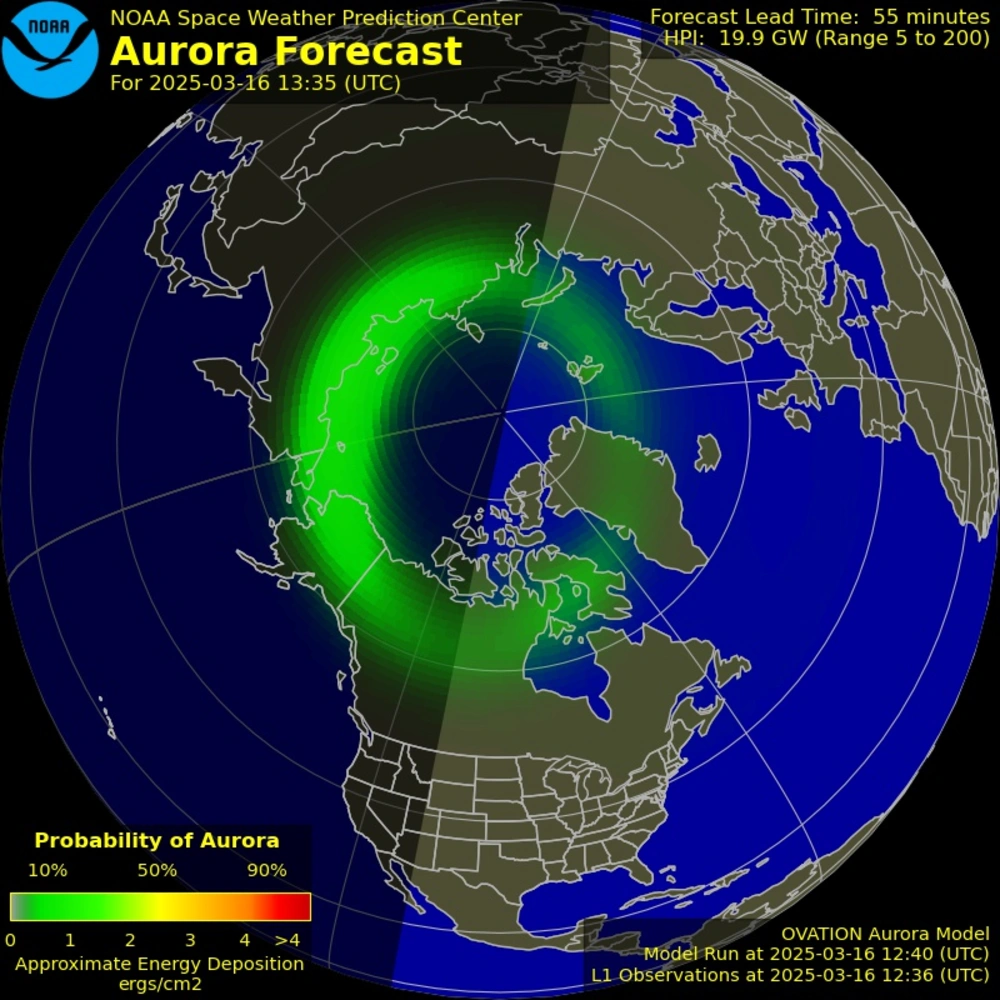 NOAA
NOAA Space Weather Prediction Center
Aurora Forecast
For 2025-03-16 13:35 (UTC)
Forecast Lead Time: 55 minutes
HPI: 19.9 GW (Range 5 to 200)
Probability of Aurora
10% 50% 90%
0 1 2 3 4 >4
Approximate Energy Deposition
ergs/cm2
OVATION Aurora Model
Model Run at 2025-03-16 12:40 (UTC)
L1 Observations at 2025-03-16 12:36 (UTC)